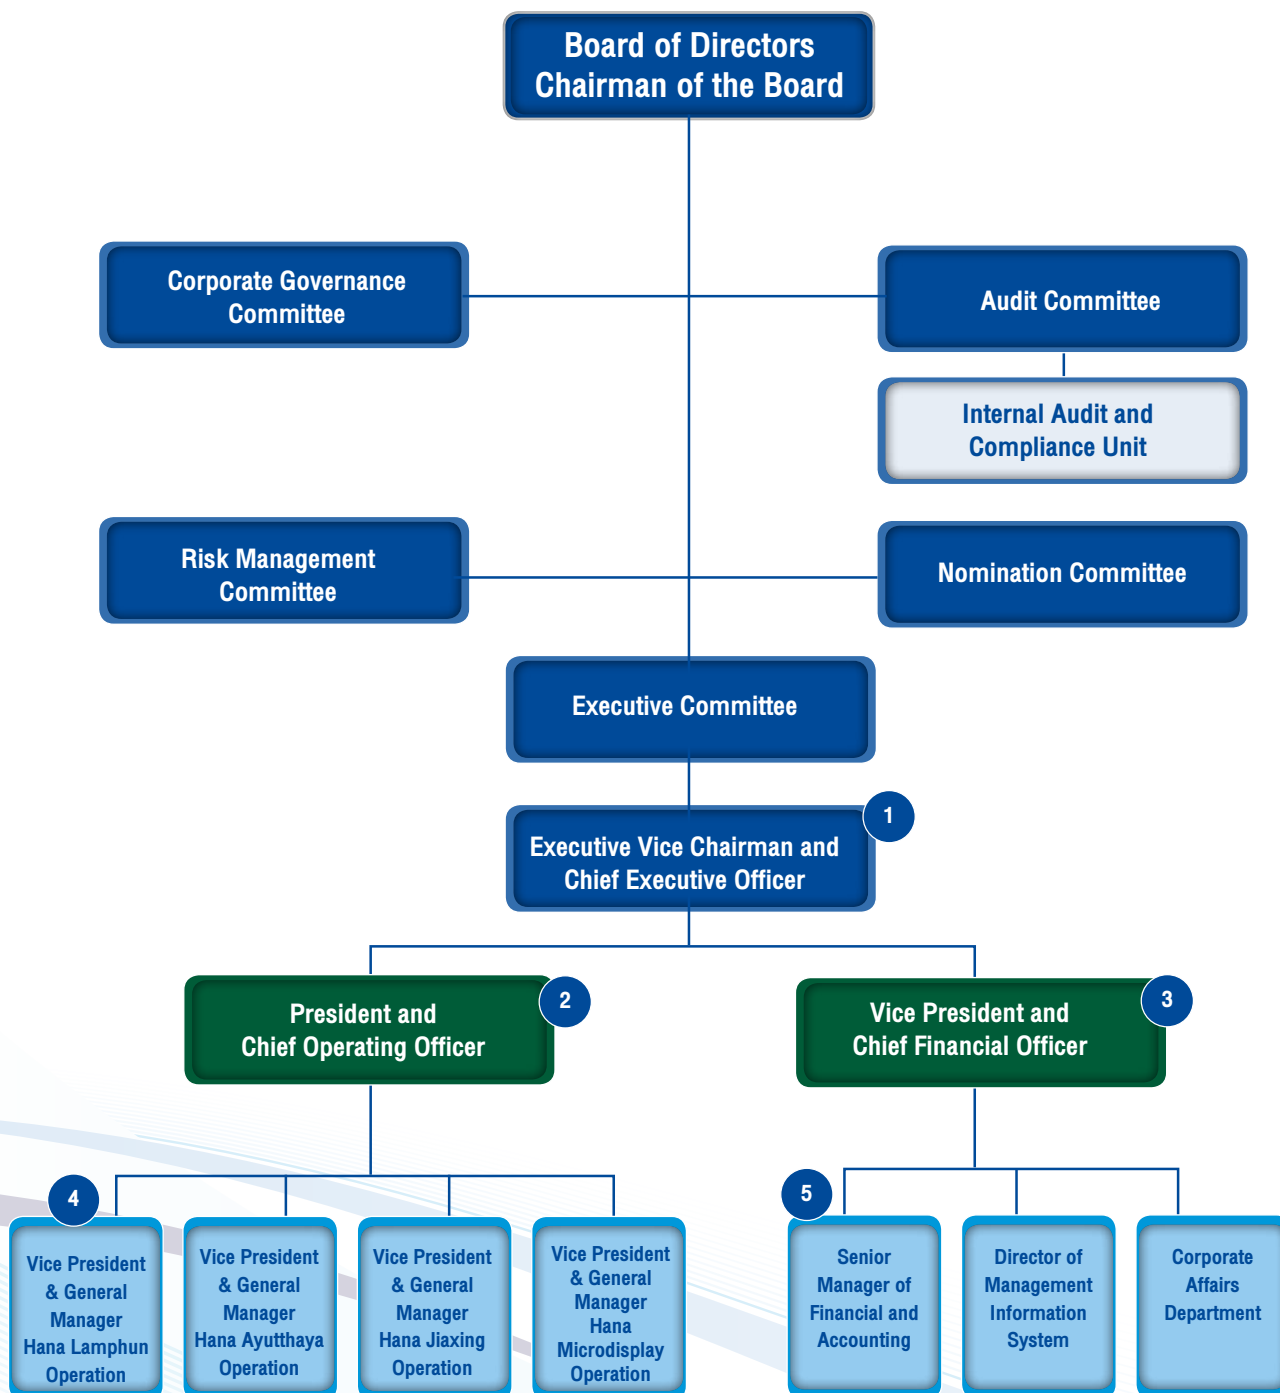 Board of Directors
Chairman of the Board
Corporate Governance
Committee
Audit Committee
Internal Audit and
Compliance Unit
Risk Management
Committee
Nomination Committee
Executive Committee
1
Executive Vice Chairman and
Chief Executive Officer
2
President and
Chief Operating Officer
3
Vice President and
Chief Financial Officer
4
Vice President
& General
Manager
Hana Lamphun
Operation
Vice President
& General
Manager
Hana Ayutthaya
Operation
Vice President
& General
Manager
Hana Jiaxing
Operation
Vice President
& General
Manager
Hana
Microdisplay
Operation
5
Senior
Manager of
Financial and
Accounting
Director of
Management
Information
System
Corporate
Affairs
Department